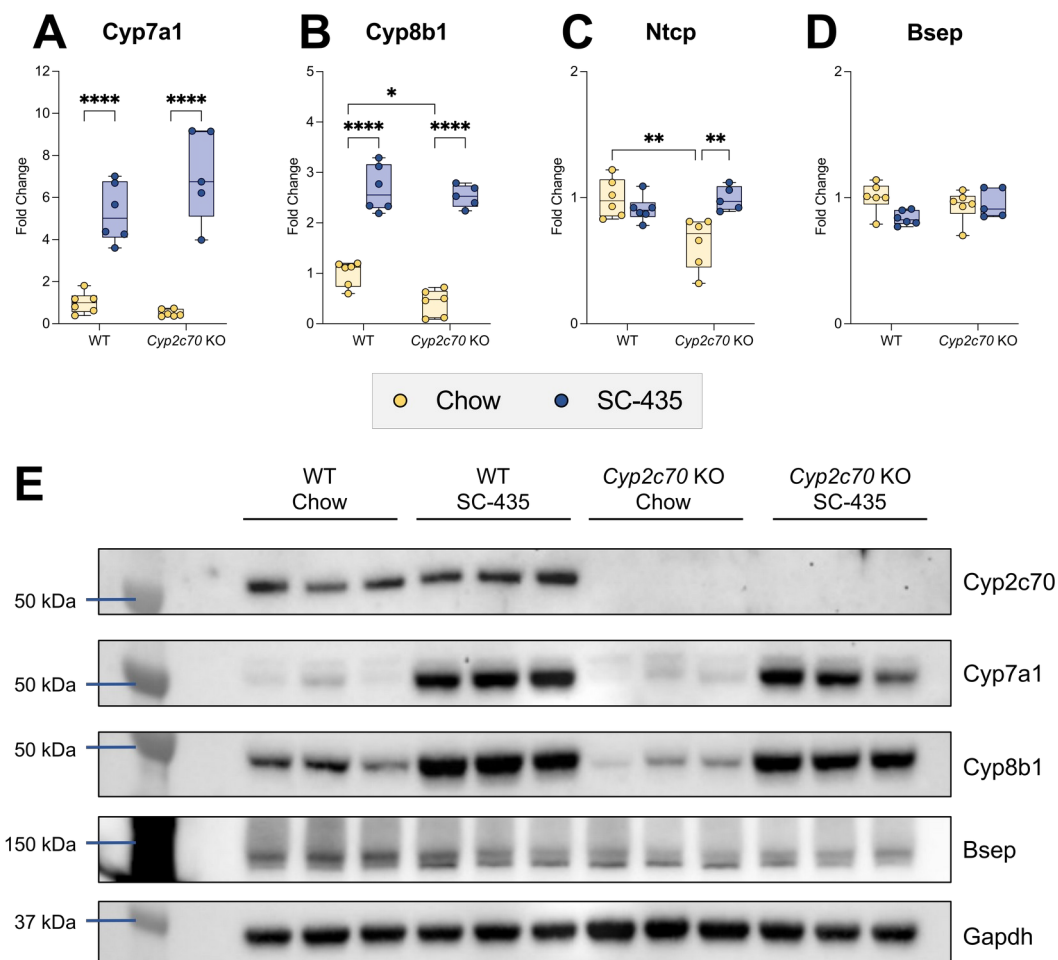 A Cyp7a1
B Cyp8b1
C Ntcp
D Bsep
Fold Change
12
10
8
6
4
2
0
**** ****
WT Cyp2c70 KO
Fold Change
5
4
3
2
1
0
*
**** ****
WT Cyp2c70 KO
Fold Change
2
1
0
** **
WT Cyp2c70 KO
Fold Change
2
1
0
WT Cyp2c70 KO
Chow SC-435
E
WT
Chow
WT
SC-435
Cyp2c70 KO
Chow
Cyp2c70 KO
SC-435
50 kDa Cyp2c70
50 kDa Cyp7a1
50 kDa Cyp8b1
150 kDa Bsep
37 kDa Gapdh